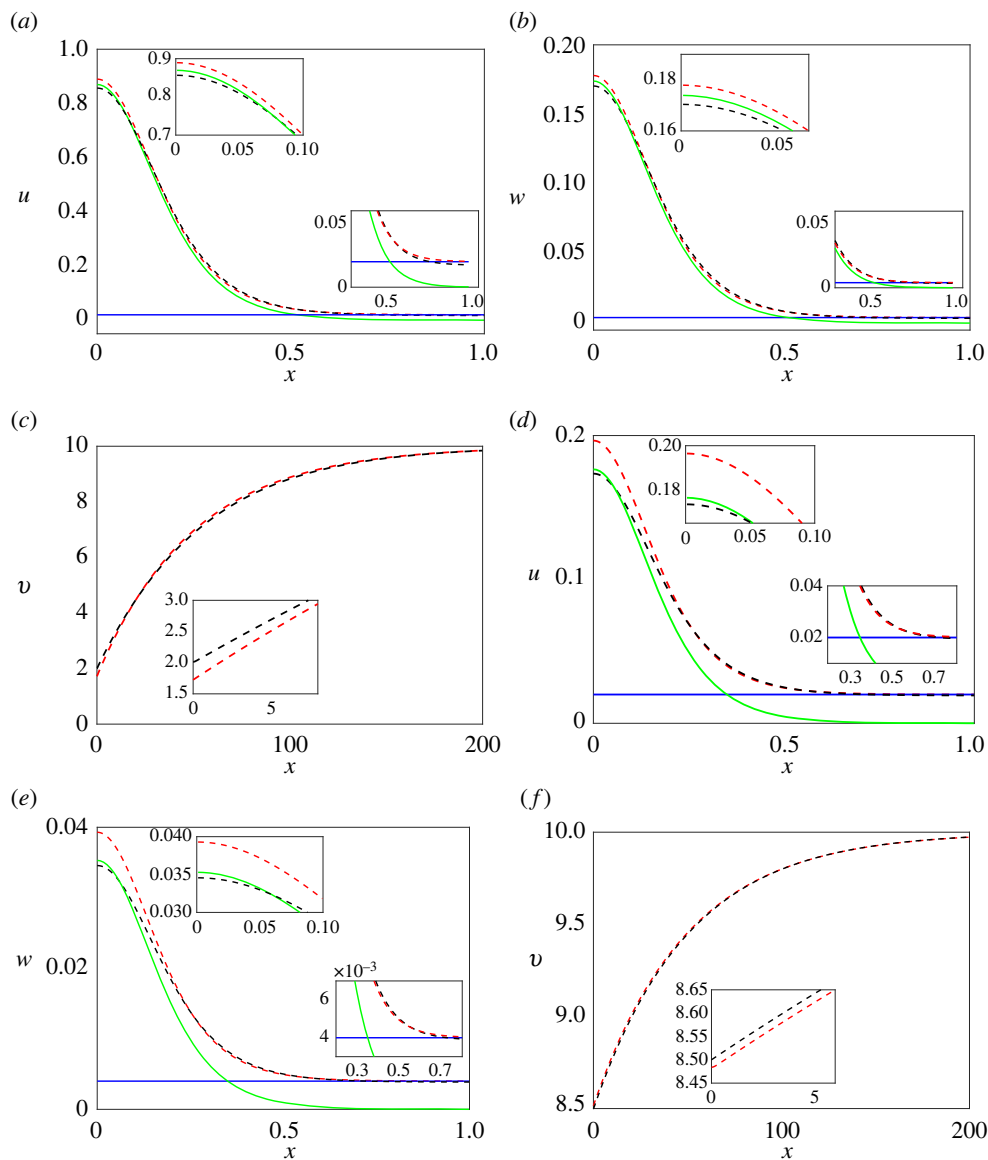 (a)
1.0
0.8
0.6
0.4
0.2
0
u
0.9
0.8
0.7
0 0.05 0.10
0.05
0
0.5 1.0
0 0.5 1.0
x
(b)
0.20
0.15
0.10
0.05
0
w
0.18
0.16
0 0.05
0.05
0
0.5 1.0
0 0.5 1.0
x
(c)
10
8
6
4
2
0
υ
3.0
2.5
2.0
1.5
0 5
0 100 200
x
(d)
0.2
0.1
0
u
0.20
0.18
0 0.05 0.10
0.04
0.02
0.3 0.5 0.7
0 0.5 1.0
x
(e)
0.04
0.02
0
w
0.040
0.035
0.030
0 0.05 0.10
×10⁻³
6
4
0.3 0.5 0.7
0 0.5 1.0
x
(f)
10.0
9.5
9.0
8.5
υ
8.65
8.60
8.50
8.45
0 5
0 100 200
x